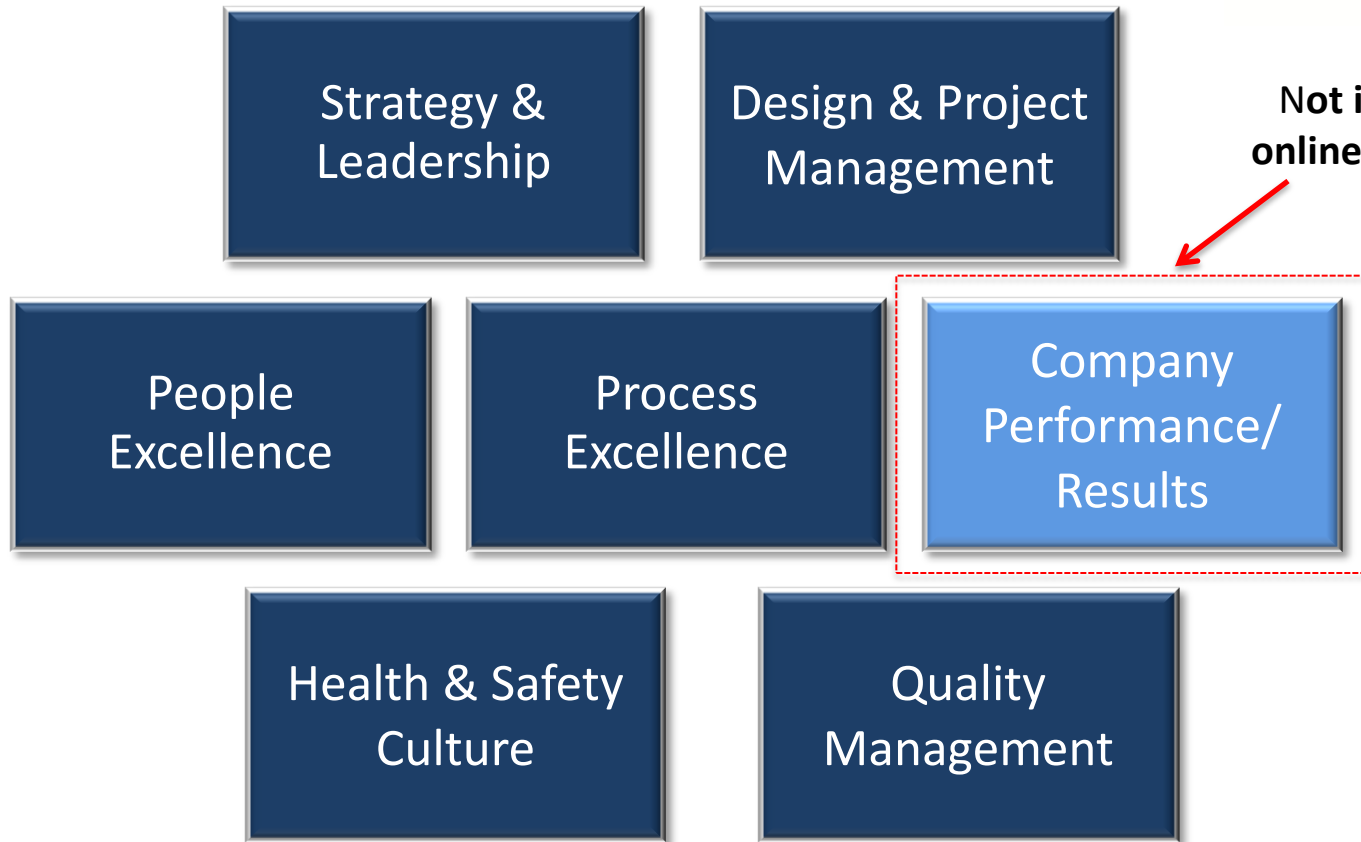 Strategy &
Leadership
Design & Project
Management
Not i
online
People
Excellence
Process
Excellence
Company
Performance/
Results
Health & Safety
Culture
Quality
Management